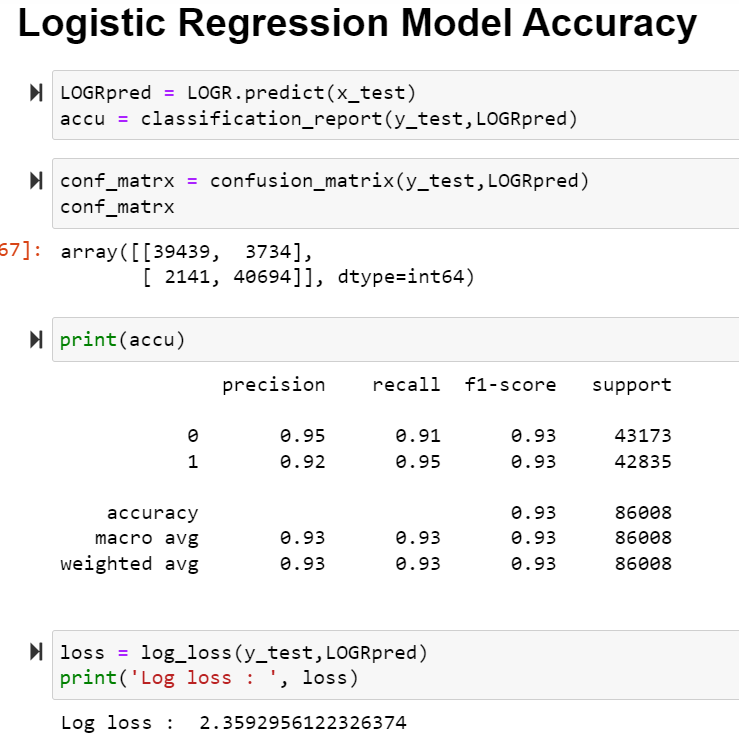 Logistic Regression Model Accuracy
LOGRpred = LOGR.predict(x_test)
accu = classification_report(y_test,LOGRpred)
conf_matrx = confusion_matrix(y_test,LOGRpred)
conf_matrx
67]: array([[39439,  3734],
       [ 2141, 40694]], dtype=int64)
print(accu)
              precision    recall  f1-score   support
           0       0.95      0.91      0.93     43173
           1       0.92      0.95      0.93     42835
    accuracy                           0.93     86008
   macro avg       0.93      0.93      0.93     86008
weighted avg       0.93      0.93      0.93     86008
loss = log_loss(y_test,LOGRpred)
print('Log loss : ', loss)
Log loss :  2.3592956122326374